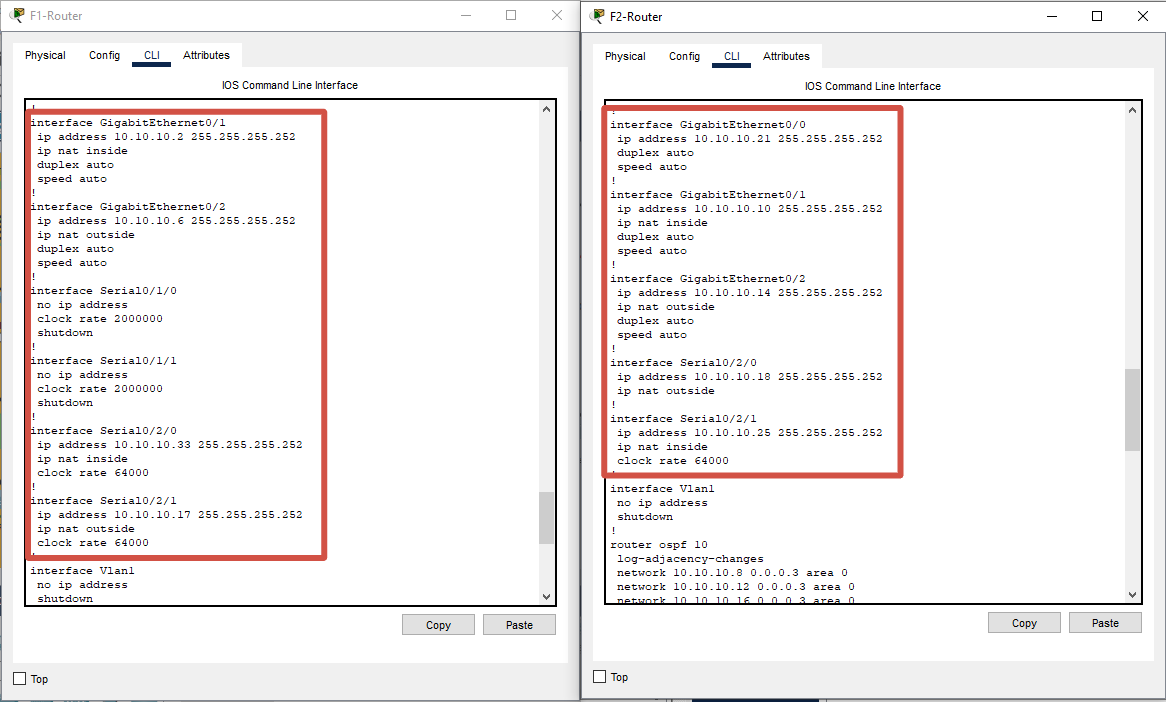 F1-Router
Physical Config CLI Attributes
IOS Command Line Interface
!
interface GigabitEthernet0/1
ip address 10.10.10.2 255.255.255.252
ip nat inside
duplex auto
speed auto
!
interface GigabitEthernet0/2
ip address 10.10.10.6 255.255.255.252
ip nat outside
duplex auto
speed auto
!
interface Serial0/1/0
no ip address
clock rate 2000000
shutdown
!
interface Serial0/1/1
no ip address
clock rate 2000000
shutdown
!
interface Serial0/2/0
ip address 10.10.10.33 255.255.255.252
ip nat inside
clock rate 64000
!
interface Serial0/2/1
ip address 10.10.10.17 255.255.255.252
ip nat outside
clock rate 64000
!
interface Vlan1
no ip address
shutdown
Copy Paste
Top
F2-Router
Physical Config CLI Attributes
IOS Command Line Interface
!
interface GigabitEthernet0/0
ip address 10.10.10.21 255.255.255.252
duplex auto
speed auto
!
interface GigabitEthernet0/1
ip address 10.10.10.10 255.255.255.252
ip nat inside
duplex auto
speed auto
!
interface GigabitEthernet0/2
ip address 10.10.10.14 255.255.255.252
ip nat outside
duplex auto
speed auto
!
interface Serial0/2/0
ip address 10.10.10.18 255.255.255.252
ip nat outside
!
interface Serial0/2/1
ip address 10.10.10.25 255.255.255.252
ip nat inside
clock rate 64000
!
interface Vlan1
no ip address
shutdown
!
router ospf 10
log-adjacency-changes
network 10.10.10.8 0.0.0.3 area 0
network 10.10.10.12 0.0.0.3 area 0
network 10.10.10.16 0.0.0.3 area 0
Copy Paste
Top